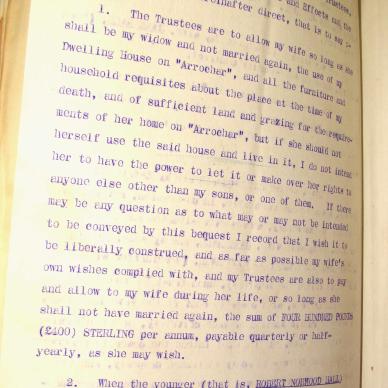 and Effects and the Trustees,
hereinafter direct, that is to say :-
1. The Trustees are to allow my wife so long as she
shall be my widow and not married again, the use of my
Dwelling House on "Arrochar", and all the furniture and
household requisites about the place at the time of my
death, and of sufficient land and grazing for the require-
ments of her home on "Arrochar", but if she should not
herself use the said house and live in it, I do not intend
her to have the power to let it or make over her rights to
anyone else other than my sons, or one of them. If there
may be any question as to what may or may not be intended
to be conveyed by this bequest I record that I wish it to
be liberally construed, and as far as possible my wife's
own wishes complied with, and my Trustees are also to pay
and allow to my wife during her life, or so long as she
shall not have married again, the sum of FOUR HUNDRED POUNDS
(£400) STERLING per annum, payable quarterly or half-
yearly, as she may wish.
2. When the younger (that is, ROBERT NORWOOD HALL)